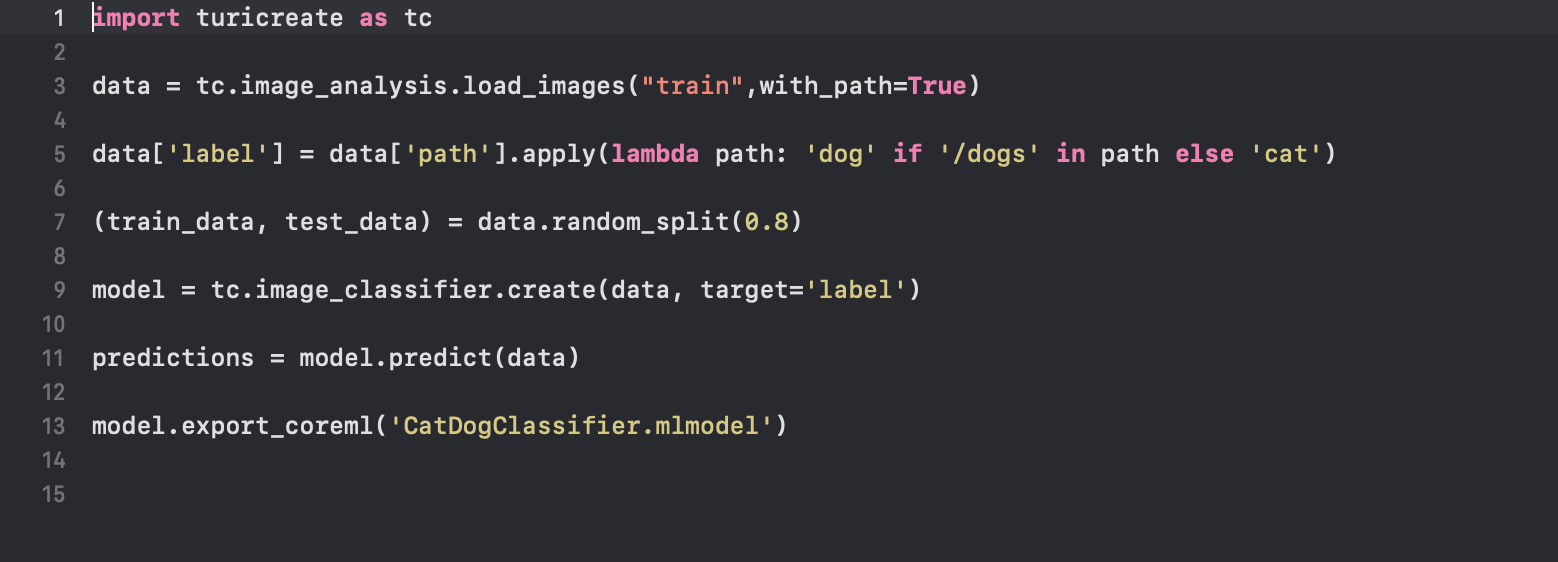 1 import turicreate as tc
2
3 data = tc.image_analysis.load_images("train",with_path=True)
4
5 data['label'] = data['path'].apply(lambda path: 'dog' if '/dogs' in path else 'cat')
6
7 (train_data, test_data) = data.random_split(0.8)
8
9 model = tc.image_classifier.create(data, target='label')
10
11 predictions = model.predict(data)
12
13 model.export_coreml('CatDogClassifier.mlmodel')
14
15